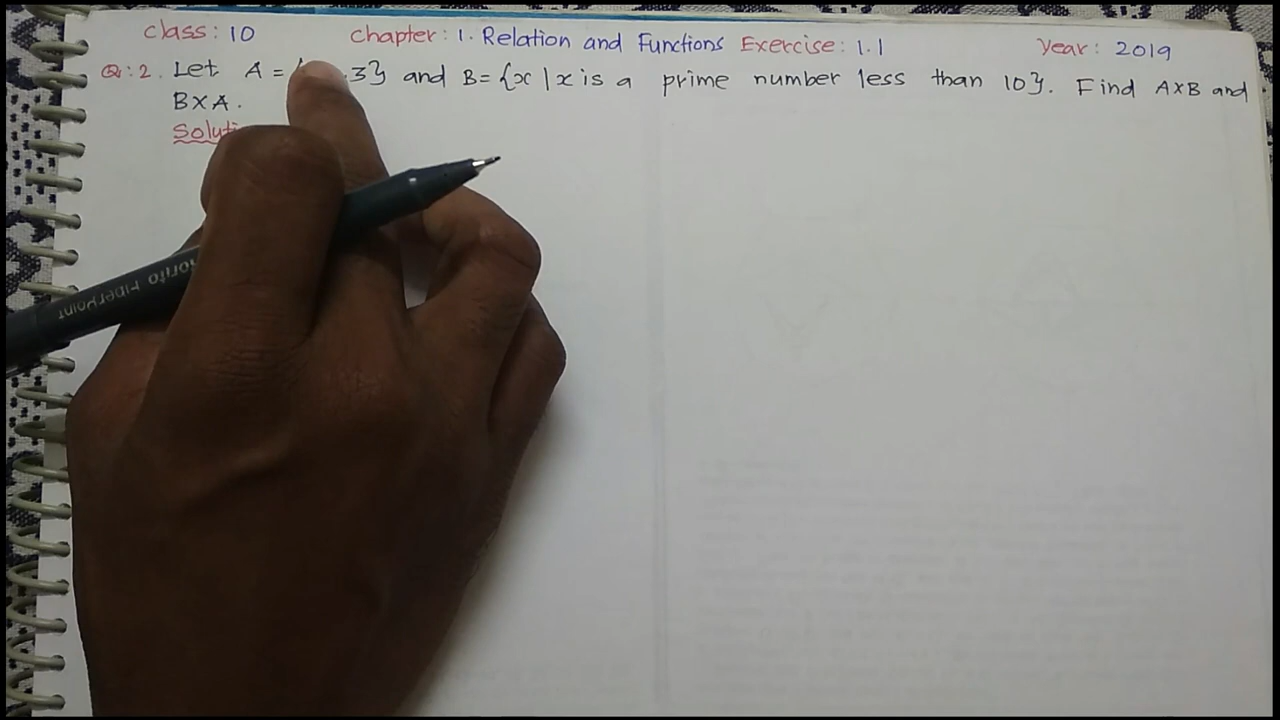 Class: 10 Chapter: 1. Relation and Functions Exercise: 1.1 Year: 2019
Q: 2. Let A = { .3} and B = {x | x is a prime number less than 10}. Find A×B and
B×A.
Soluti
FiberPoint